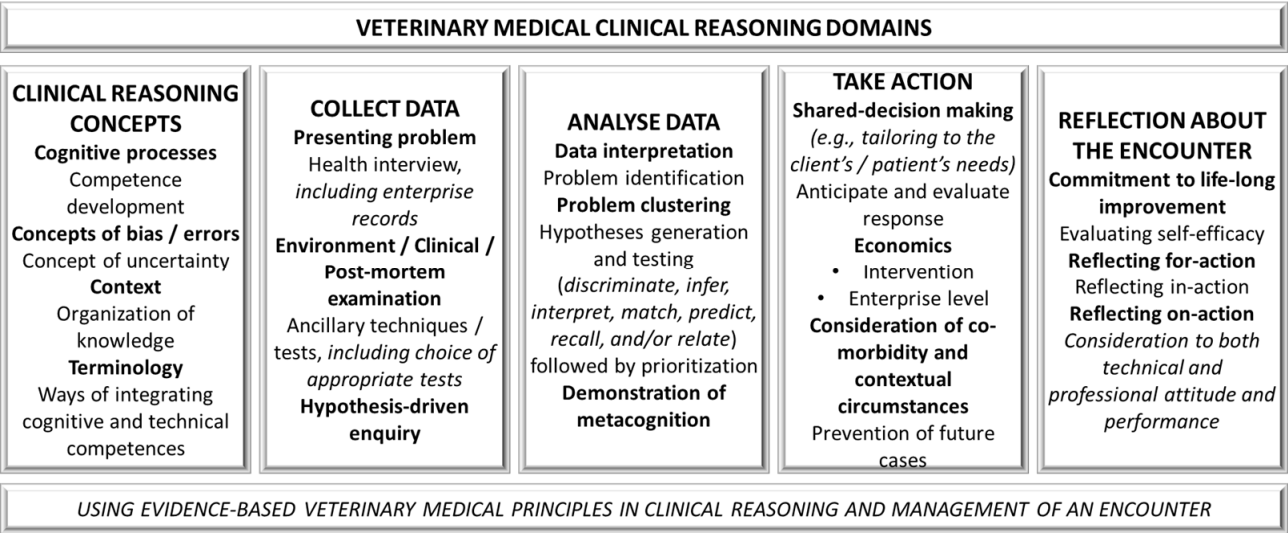 VETERINARY MEDICAL CLINICAL REASONING DOMAINS
CLINICAL REASONING
CONCEPTS
Cognitive processes
Competence
development
Concepts of bias / errors
Concept of uncertainty
Context
Organization of
knowledge
Terminology
Ways of integrating
cognitive and technical
competences
COLLECT DATA
Presenting problem
Health interview,
including enterprise
records
Environment / Clinical /
Post-mortem
examination
Ancillary techniques /
tests, including choice of
appropriate tests
Hypothesis-driven
enquiry
ANALYSE DATA
Data interpretation
Problem identification
Problem clustering
Hypotheses generation
and testing
(discriminate, infer,
interpret, match, predict,
recall, and/or relate)
followed by prioritization
Demonstration of
metacognition
TAKE ACTION
Shared-decision making
(e.g., tailoring to the
client's / patient's needs)
Anticipate and evaluate
response
Economics
• Intervention
• Enterprise level
Consideration of co-
morbidity and
contextual
circumstances
Prevention of future
cases
REFLECTION ABOUT
THE ENCOUNTER
Commitment to life-long
improvement
Evaluating self-efficacy
Reflecting for-action
Reflecting in-action
Reflecting on-action
Consideration to both
technical and
professional attitude and
performance
USING EVIDENCE-BASED VETERINARY MEDICAL PRINCIPLES IN CLINICAL REASONING AND MANAGEMENT OF AN ENCOUNTER